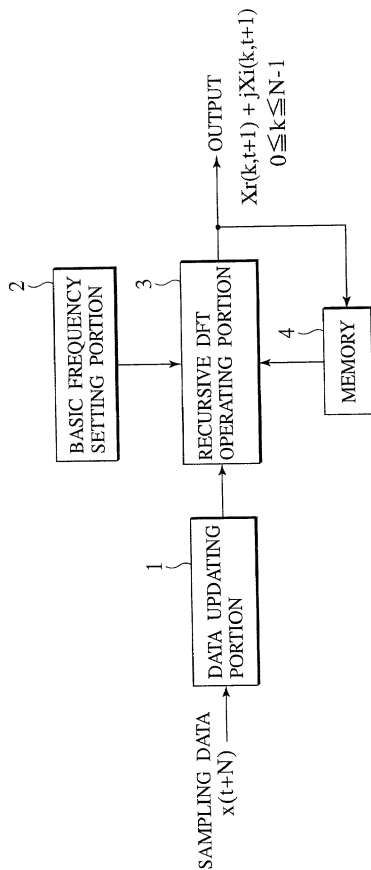 SAMPLING DATA
x(t+N)
1
DATA UPDATING
PORTION
2
BASIC FREQUENCY
SETTING PORTION
3
RECURSIVE DFT
OPERATING PORTION
4
MEMORY
OUTPUT
Xr(k,t+1) + jXi(k,t+1)
0≦k≦N-1